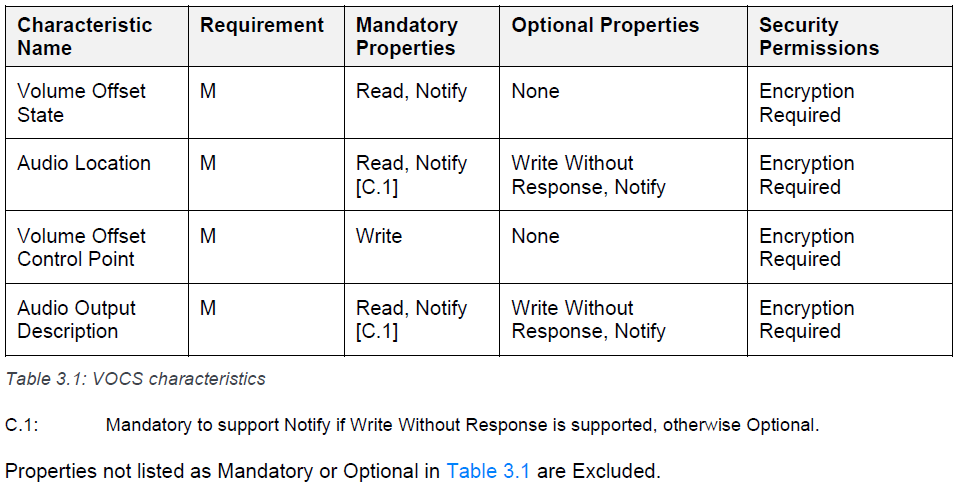 Characteristic Name Requirement Mandatory Properties Optional Properties Security Permissions
Volume Offset State M Read, Notify None Encryption Required
Audio Location M Read, Notify [C.1] Write Without Response, Notify Encryption Required
Volume Offset Control Point M Write None Encryption Required
Audio Output Description M Read, Notify [C.1] Write Without Response, Notify Encryption Required
Table 3.1: VOCS characteristics
C.1: Mandatory to support Notify if Write Without Response is supported, otherwise Optional.
Properties not listed as Mandatory or Optional in Table 3.1 are Excluded.